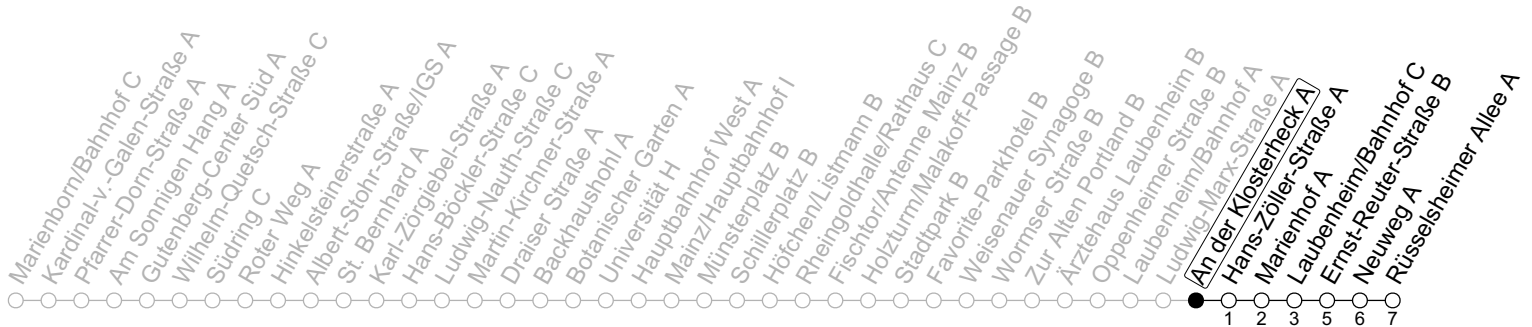 Marienborn/Bahnhof C
Kardinal-v.-Galen-Straße A
Pfarrer-Dorn-Straße A
Am Sonnigen Hang A
Gutenberg-Center Süd A
Wilhelm-Quetsch-Straße C
Südring C
Roter Weg A
Hinkelsteinerstraße A
Albert-Stohr-Straße/IGS A
St. Bernhard A
Karl-Zörgiebel-Straße A
Hans-Böckler-Straße C
Ludwig-Nauth-Straße C
Martin-Kirchner-Straße A
Draiser Straße A
Backhaushohl A
Botanischer Garten A
Universität H
Hauptbahnhof West A
Mainz/Hauptbahnhof I
Münsterplatz B
Schillerplatz B
Höfchen/Listmann B
Rheingoldhalle/Rathaus C
Fischtor/Antenne Mainz B
Holzturm/Malakoff-Passage B
Stadtpark B
Favorite-Parkhotel B
Weisenauer Synagoge B
Wormser Straße B
Zur Alten Portland B
Ärztehaus Laubenheim B
Oppenheimer Straße B
Laubenheim/Bahnhof A
Ludwig-Marx-Straße A
An der Klosterheck A
Hans-Zöller-Straße A
Marienhof A
Laubenheim/Bahnhof C
Ernst-Reuter-Straße B
Neuweg A
Rüsselsheimer Allee A
1 2 3 5 6 7